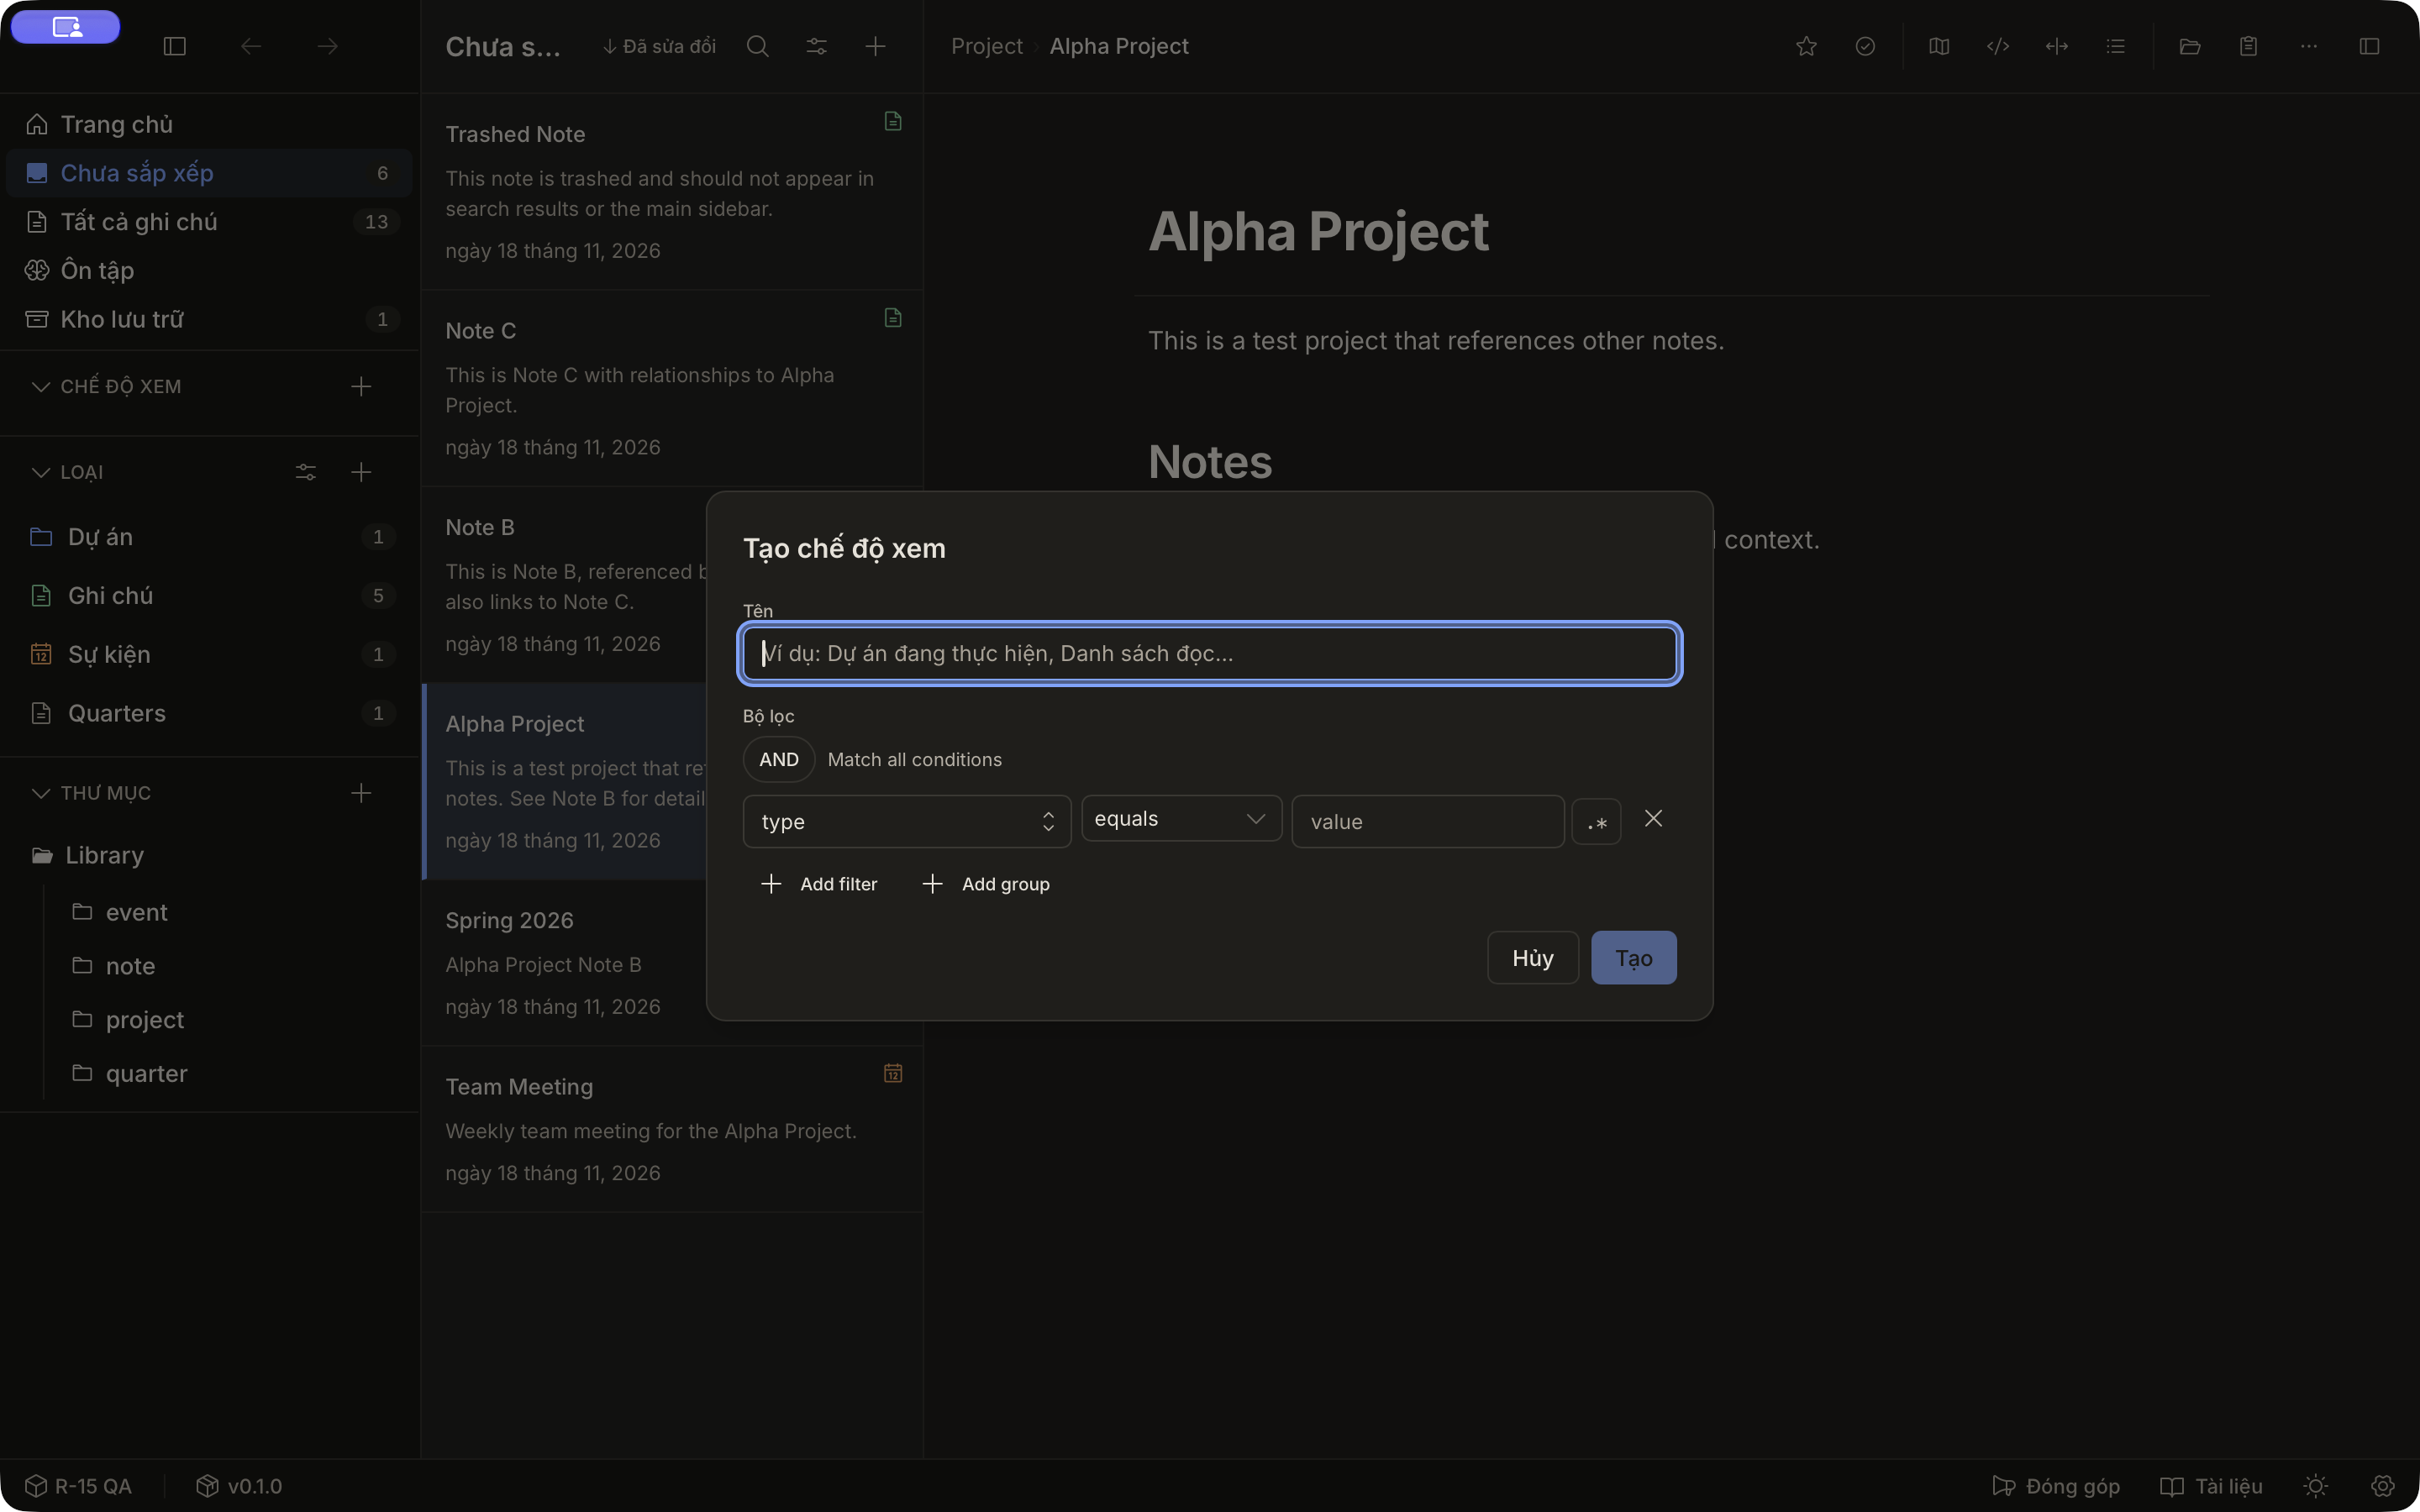 Chưa s...
Đã sửa đổi
Project
Alpha Project
Trang chủ
Chưa sắp xếp
6
Tất cả ghi chú
13
Ôn tập
Kho lưu trữ
1
CHẾ ĐỘ XEM
LOẠI
Dự án
1
Ghi chú
5
12
Sự kiện
1
Quarters
1
THƯ MỤC
Library
event
note
project
quarter
Trashed Note
This note is trashed and should not appear in
search results or the main sidebar.
ngày 18 tháng 11, 2026
Note C
This is Note C with relationships to Alpha
Project.
ngày 18 tháng 11, 2026
Note B
This is Note B, referenced
also links to Note C.
ngày 18 tháng 11, 2026
Alpha Project
This is a test project that
notes. See Note B for
ngày 18 tháng 11, 2026
Spring 2026
Alpha Project Note B
ngày 18 tháng 11, 2026
Team Meeting
12
Weekly team meeting for the Alpha Project.
ngày 18 tháng 11, 2026
Alpha Project
This is a test project that references other notes.
Notes
context.
Tạo chế độ xem
Tên
Ví dụ: Dự án đang thực hiện, Danh sách đọc...
Bộ lọc
AND
Match all conditions
type
equals
value
.*
Add filter
Add group
Hủy
Tạo
R-15 QA
v0.1.0
Đóng góp
Tài liệu